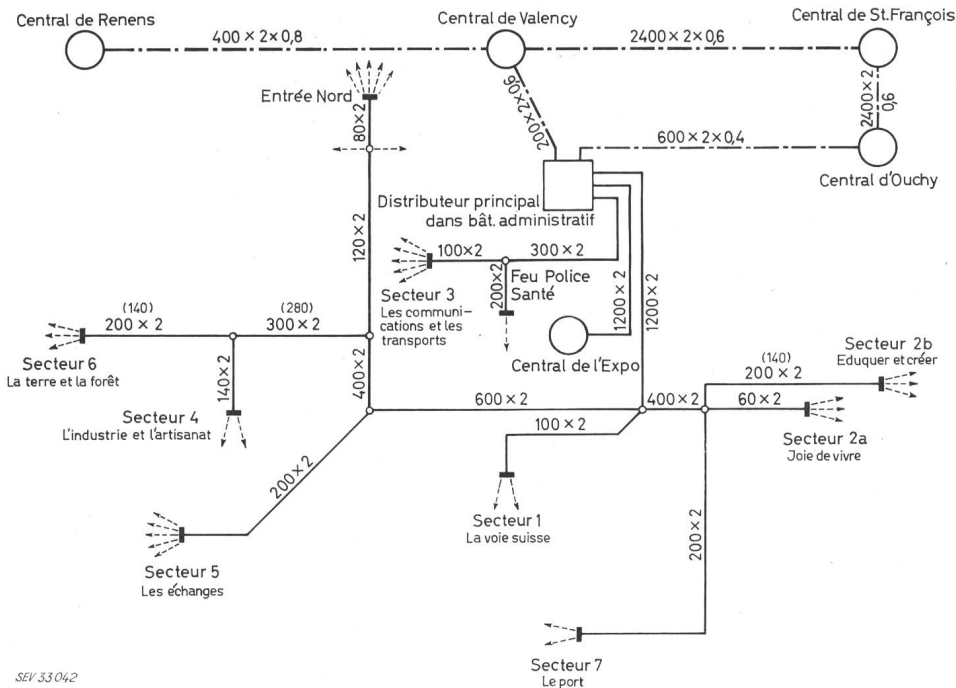 Central de Renens
Central de Valency
Central de St.François
400×2×0,8
2400×2×0,6
Entrée Nord
80×2
200×2×0,6
2400×2
0,6
600×2×0,4
Central d'Ouchy
Distributeur principal
dans bât. administratif
120×2
100×2
300×2
Feu Police
Santé
200×2
Secteur 3
Les communi-
cations et les
transports
1200×2
1200×2
Central de l'Expo
(140)
200×2
(280)
300×2
Secteur 6
La terre et la forêt
140×2
400×2
Secteur 4
L'industrie et l'artisanat
600×2
400×2
Secteur 2b
Eduquer et créer
(140)
200×2
60×2
Secteur 2a
Joie de vivre
100×2
200×2
Secteur 1
La voie suisse
200×2
Secteur 5
Les échanges
Secteur 7
Le port
SEV 33042